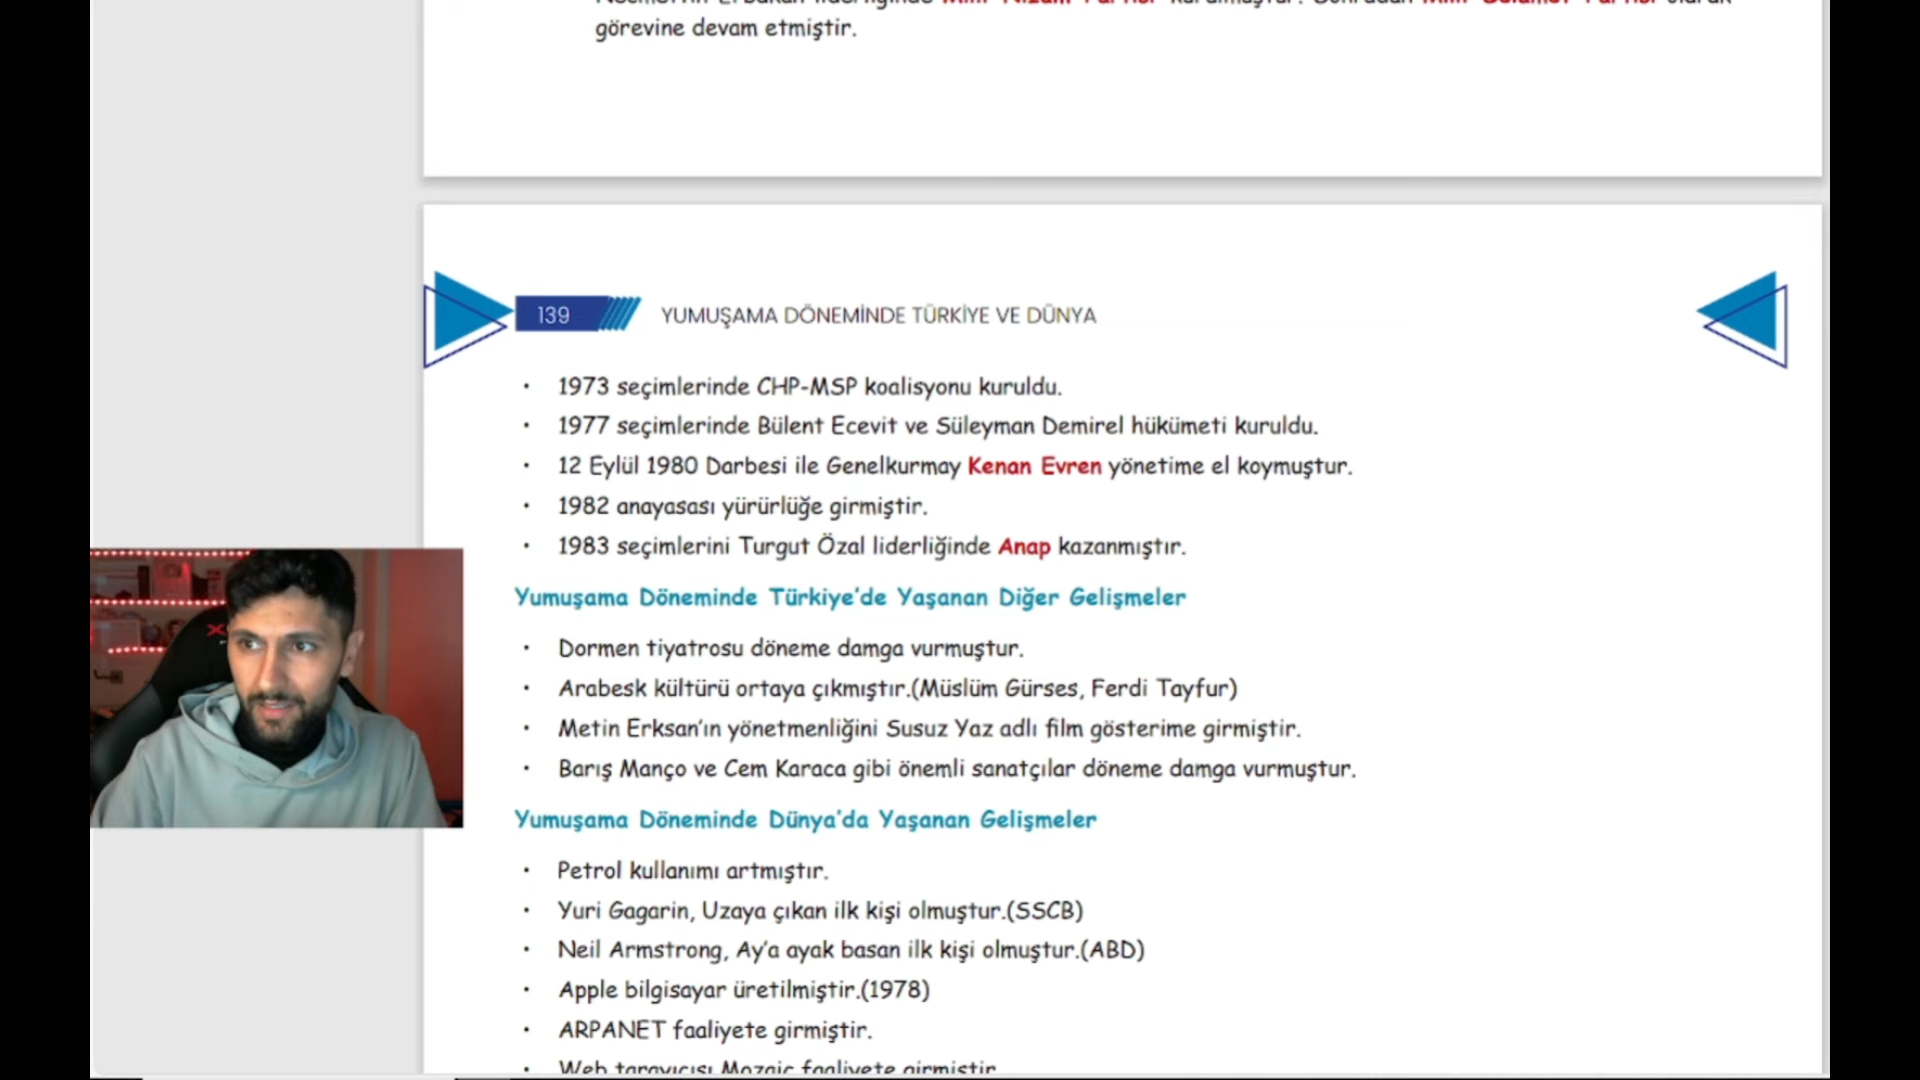 görevine devam etmiştir.
139 YUMUŞAMA DÖNEMİNDE TÜRKİYE VE DÜNYA
• 1973 seçimlerinde CHP-MSP koalisyonu kuruldu.
• 1977 seçimlerinde Bülent Ecevit ve Süleyman Demirel hükümeti kuruldu.
• 12 Eylül 1980 Darbesi ile Genelkurmay Kenan Evren yönetime el koymuştur.
• 1982 anayasası yürürlüğe girmiştir.
• 1983 seçimlerini Turgut Özal liderliğinde Anap kazanmıştır.
Yumuşama Döneminde Türkiye'de Yaşanan Diğer Gelişmeler
• Dormen tiyatrosu döneme damga vurmuştur.
• Arabesk kültürü ortaya çıkmıştır.(Müslüm Gürses, Ferdi Tayfur)
• Metin Erksan'ın yönetmenliğini Susuz Yaz adlı film gösterime girmiştir.
• Barış Manço ve Cem Karaca gibi önemli sanatçılar döneme damga vurmuştur.
Yumuşama Döneminde Dünya'da Yaşanan Gelişmeler
• Petrol kullanımı artmıştır.
• Yuri Gagarin, Uzaya çıkan ilk kişi olmuştur.(SSCB)
• Neil Armstrong, Ay'a ayak basan ilk kişi olmuştur.(ABD)
• Apple bilgisayar üretilmiştir.(1978)
• ARPANET faaliyete girmiştir.
• Web tarayıcısı Mozaic faaliyete girmiştir